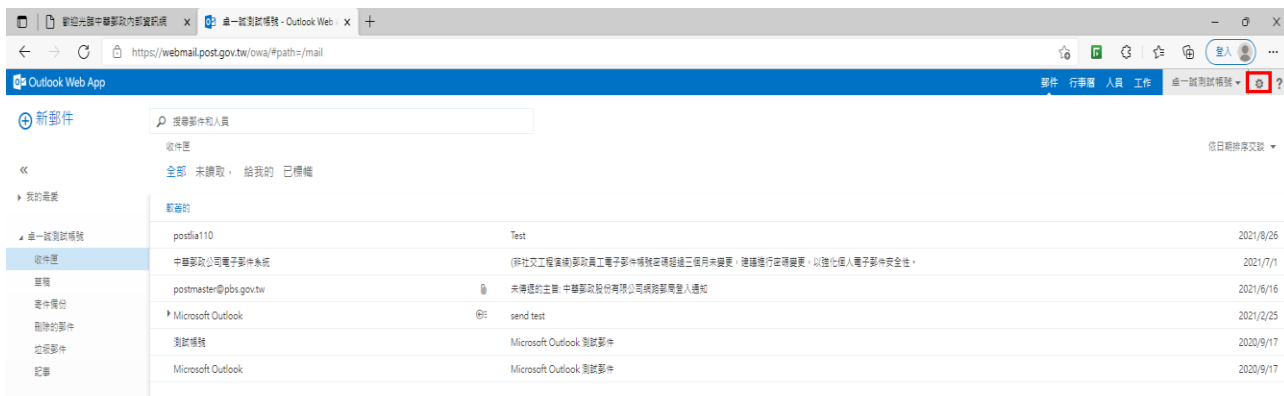 歡迎光臨中華郵政內部資訊網
卓一誠測試帳號 - Outlook Web
https://webmail.post.gov.tw/owa/#path=/mail
登入
Outlook Web App
郵件 行事曆 人員 工作 卓一誠測試帳號 ?
新郵件
搜尋郵件和人員
收件匣
依日期排序交談
全部 未讀取, 給我的 已標幟
我的最愛
較舊的
卓一誠測試帳號
postlia110 Test 2021/8/26
收件匣
中華郵政公司電子郵件系統 (非社交工程演練)郵政員工電子郵件帳號密碼超過三個月未變更,建議進行密碼變更,以強化個人電子郵件安全性。 2021/7/1
草稿
postmaster@pbs.gov.tw 未傳遞的主旨: 中華郵政股份有限公司網路郵局登入通知 2021/6/16
寄件備份
Microsoft Outlook send test 2021/2/25
刪除的郵件
測試帳號 Microsoft Outlook 測試郵件 2020/9/17
垃圾郵件
Microsoft Outlook Microsoft Outlook 測試郵件 2020/9/17
記事